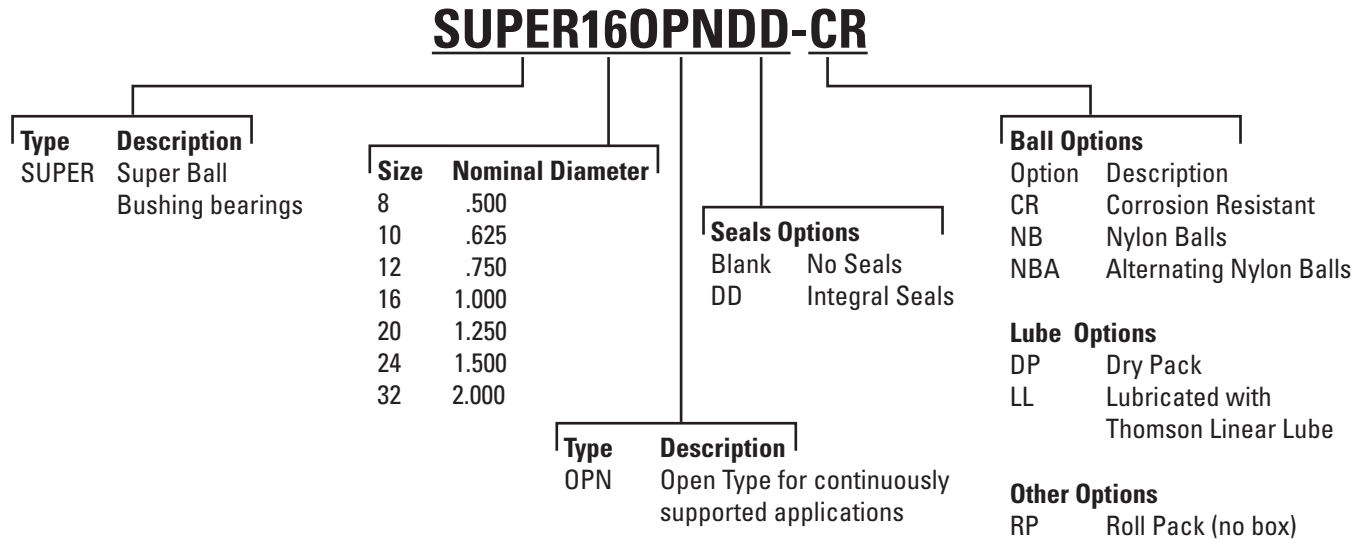 SUPER16OPNDD-CR
Type Description
SUPER Super Ball
Bushing bearings
Size Nominal Diameter
8 .500
10 .625
12 .750
16 1.000
20 1.250
24 1.500
32 2.000
Type Description
OPN Open Type for continuously
supported applications
Seals Options
Blank No Seals
DD Integral Seals
Ball Options
Option Description
CR Corrosion Resistant
NB Nylon Balls
NBA Alternating Nylon Balls
Lube Options
DP Dry Pack
LL Lubricated with
Thomson Linear Lube
Other Options
RP Roll Pack (no box)